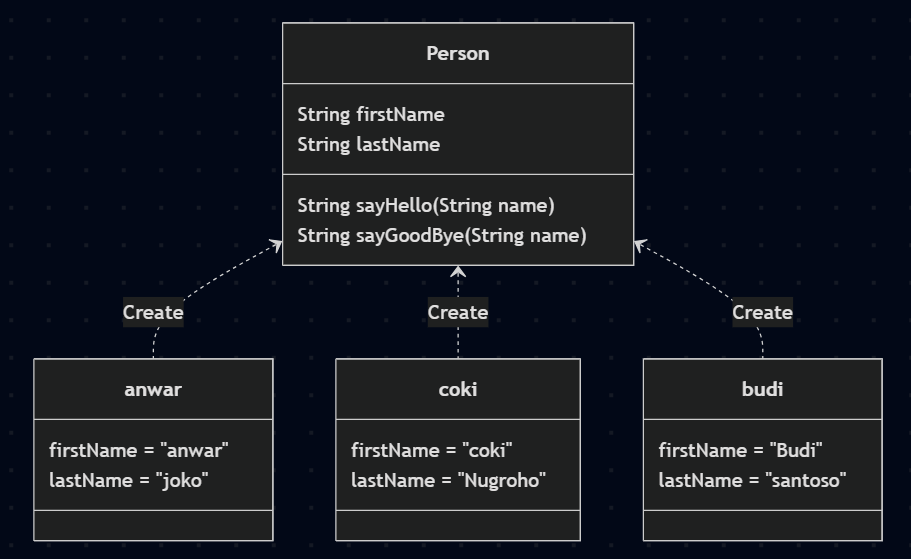 Person
String firstName
String lastName
String sayHello(String name)
String sayGoodBye(String name)
Create
Create
Create
anwar
firstName = "anwar"
lastName = "joko"
coki
firstName = "coki"
lastName = "Nugroho"
budi
firstName = "Budi"
lastName = "santoso"